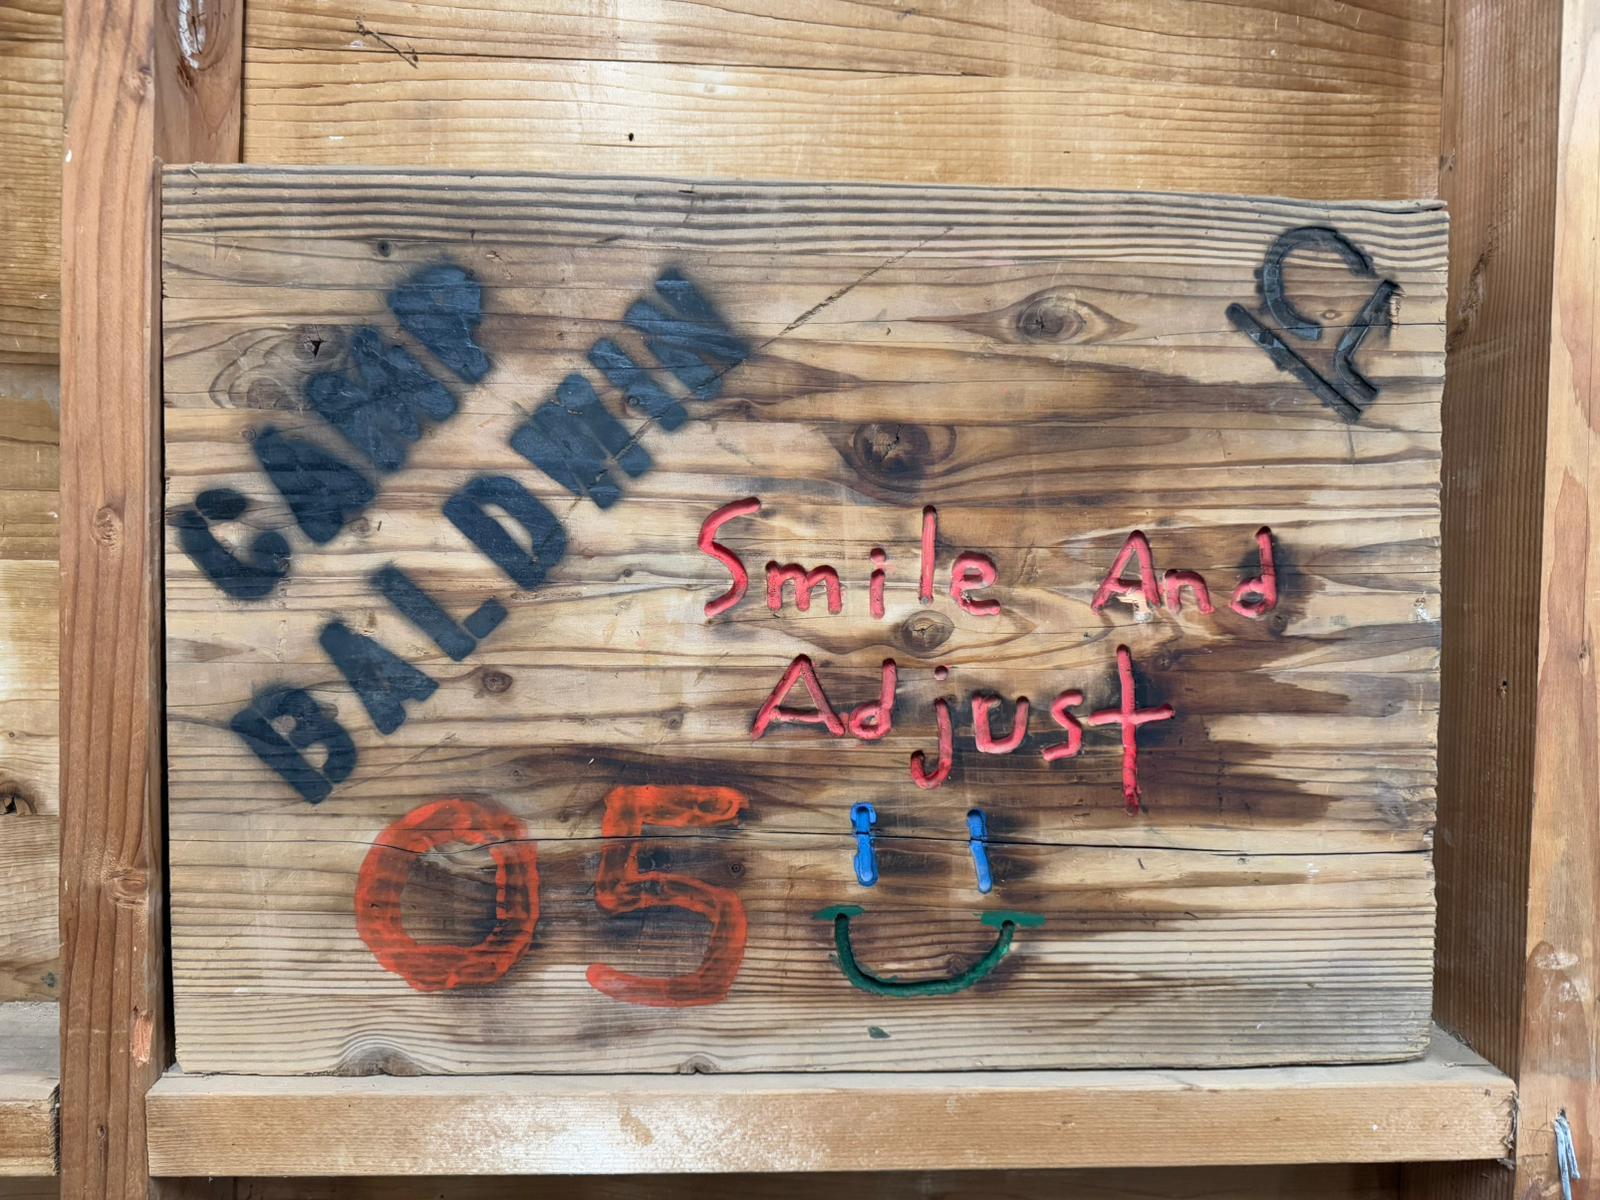 CAMP
BALDWIN
Smile And
Adjust
05